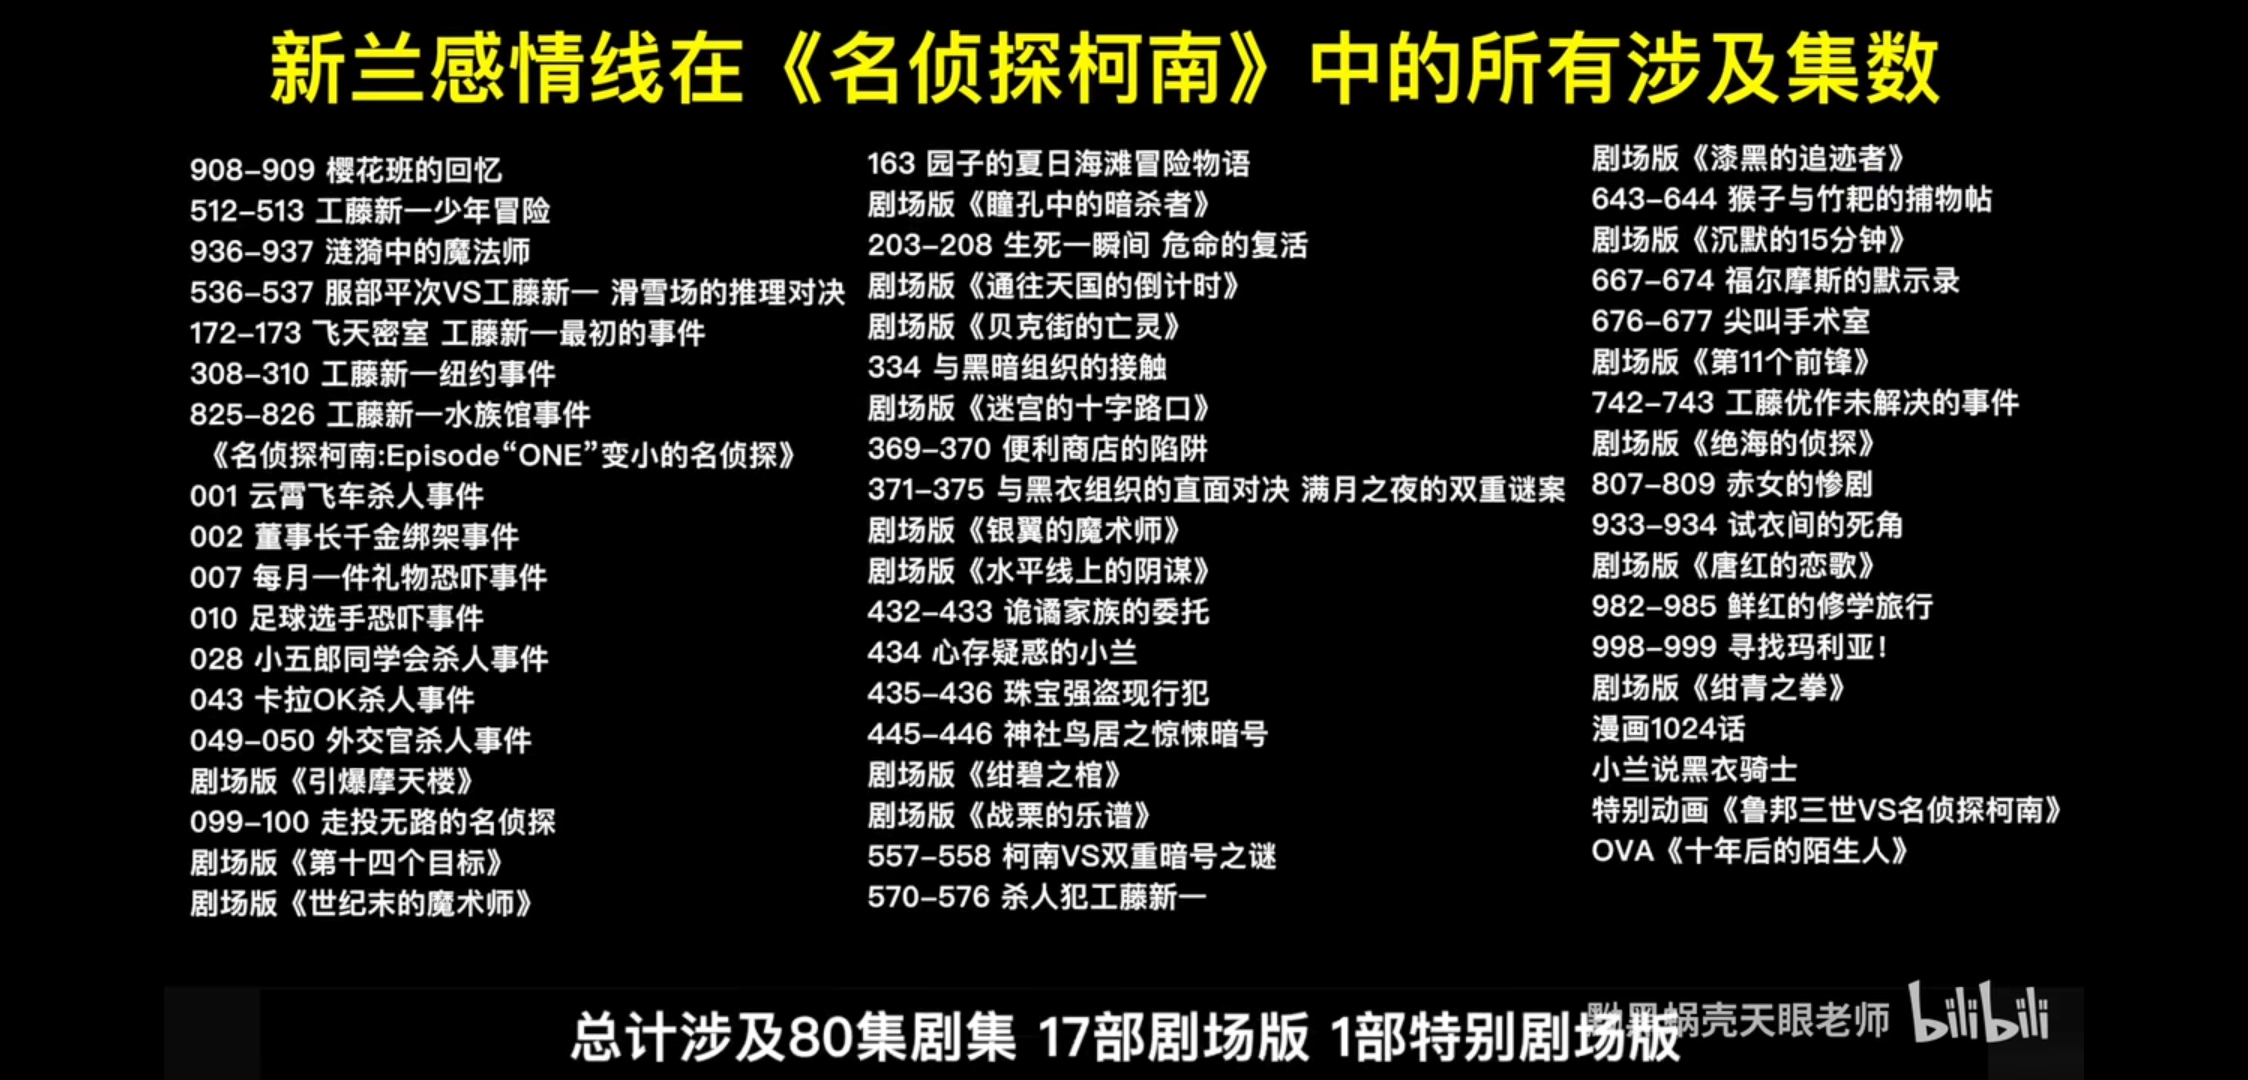 新兰感情线在《名侦探柯南》中的所有涉及集数
908-909 樱花班的回忆
512-513 工藤新一少年冒险
936-937 涟漪中的魔法师
536-537 服部平次VS工藤新一 滑雪场的推理对决
172-173 飞天密室 工藤新一最初的事件
308-310 工藤新一纽约事件
825-826 工藤新一水族馆事件
《名侦探柯南:Episode“ONE”变小的名侦探》
001 云霄飞车杀人事件
002 董事长千金绑架事件
007 每月一件礼物恐吓事件
010 足球选手恐吓事件
028 小五郎同学会杀人事件
043 卡拉OK杀人事件
049-050 外交官杀人事件
剧场版《引爆摩天楼》
099-100 走投无路的名侦探
剧场版《第十四个目标》
剧场版《世纪末的魔术师》
163 园子的夏日海滩冒险物语
剧场版《瞳孔中的暗杀者》
203-208 生死一瞬间 危命的复活
剧场版《通往天国的倒计时》
剧场版《贝克街的亡灵》
334 与黑暗组织的接触
剧场版《迷宫的十字路口》
369-370 便利商店的陷阱
371-375 与黑衣组织的直面对决 满月之夜的双重谜案
剧场版《银翼的魔术师》
剧场版《水平线上的阴谋》
432-433 诡谲家族的委托
434 心存疑惑的小兰
435-436 珠宝强盗现行犯
445-446 神社鸟居之惊悚暗号
剧场版《绀碧之棺》
剧场版《战栗的乐谱》
557-558 柯南VS双重暗号之谜
570-576 杀人犯工藤新一
剧场版《漆黑的追迹者》
643-644 猴子与竹耙的捕物帖
剧场版《沉默的15分钟》
667-674 福尔摩斯的默示录
676-677 尖叫手术室
剧场版《第11个前锋》
742-743 工藤优作未解决的事件
剧场版《绝海的侦探》
807-809 赤女的惨剧
933-934 试衣间的死角
剧场版《唐红的恋歌》
982-985 鲜红的修学旅行
998-999 寻找玛利亚！
剧场版《绀青之拳》
漫画1024话
小兰说黑衣骑士
特别动画《鲁邦三世VS名侦探柯南》
OVA《十年后的陌生人》
总计涉及80集剧集 17部剧场版 1部特别剧场版
黑蜗壳天眼老师 bilibili